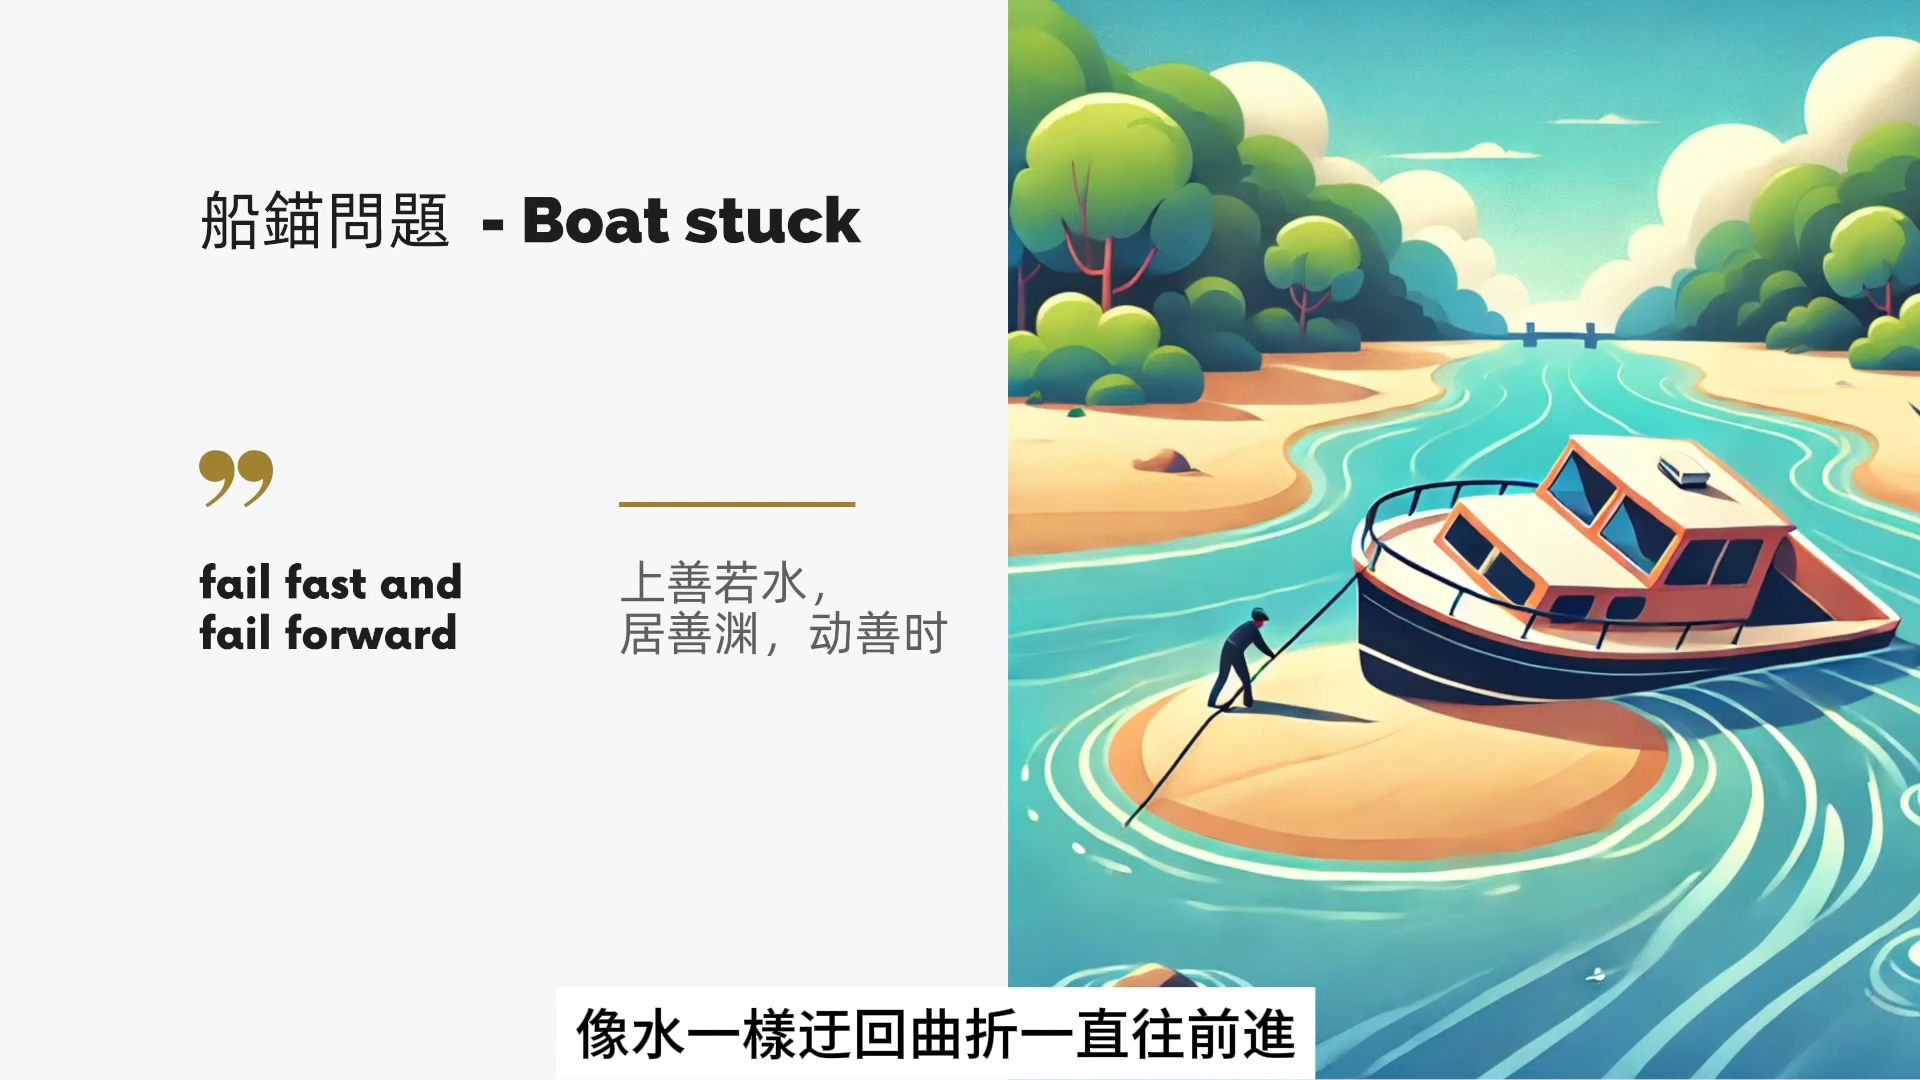 船錨問題 - Boat stuck
fail fast and
fail forward
上善若水，
居善渊，动善时
像水一樣迂回曲折一直往前進